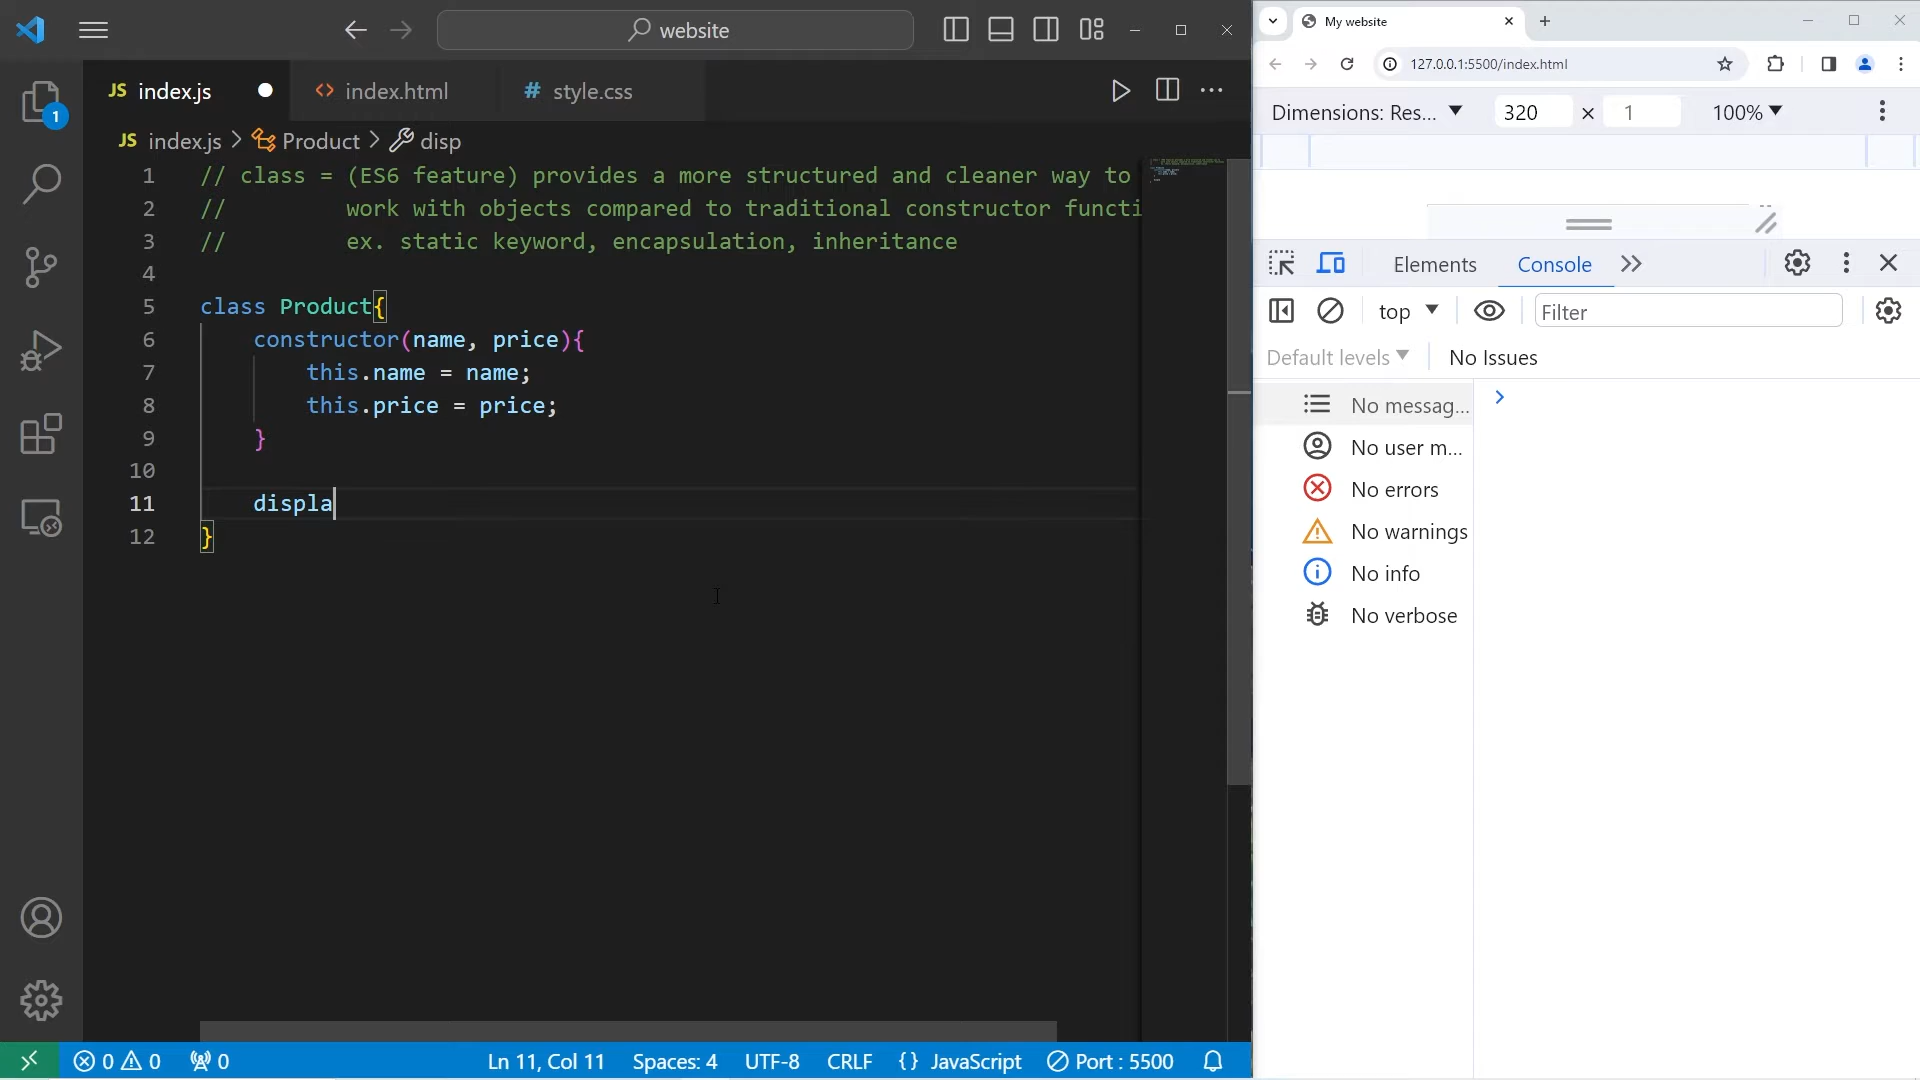 website
My website
127.0.0.1:5500/index.html
1
JS index.js
<> index.html
# style.css
JS index.js > Product > disp
Dimensions: Res... 320 × 1 100%
1 // class = (ES6 feature) provides a more structured and cleaner way to
2 // work with objects compared to traditional constructor functi
3 // ex. static keyword, encapsulation, inheritance
4
5 class Product{
6 constructor(name, price){
7 this.name = name;
8 this.price = price;
9 }
10
11 displa
12 }
Elements Console
top Filter
Default levels No Issues
No messag...
No user m...
No errors
No warnings
No info
No verbose
0 0 0 Ln 11, Col 11 Spaces: 4 UTF-8 CRLF {} JavaScript Port : 5500